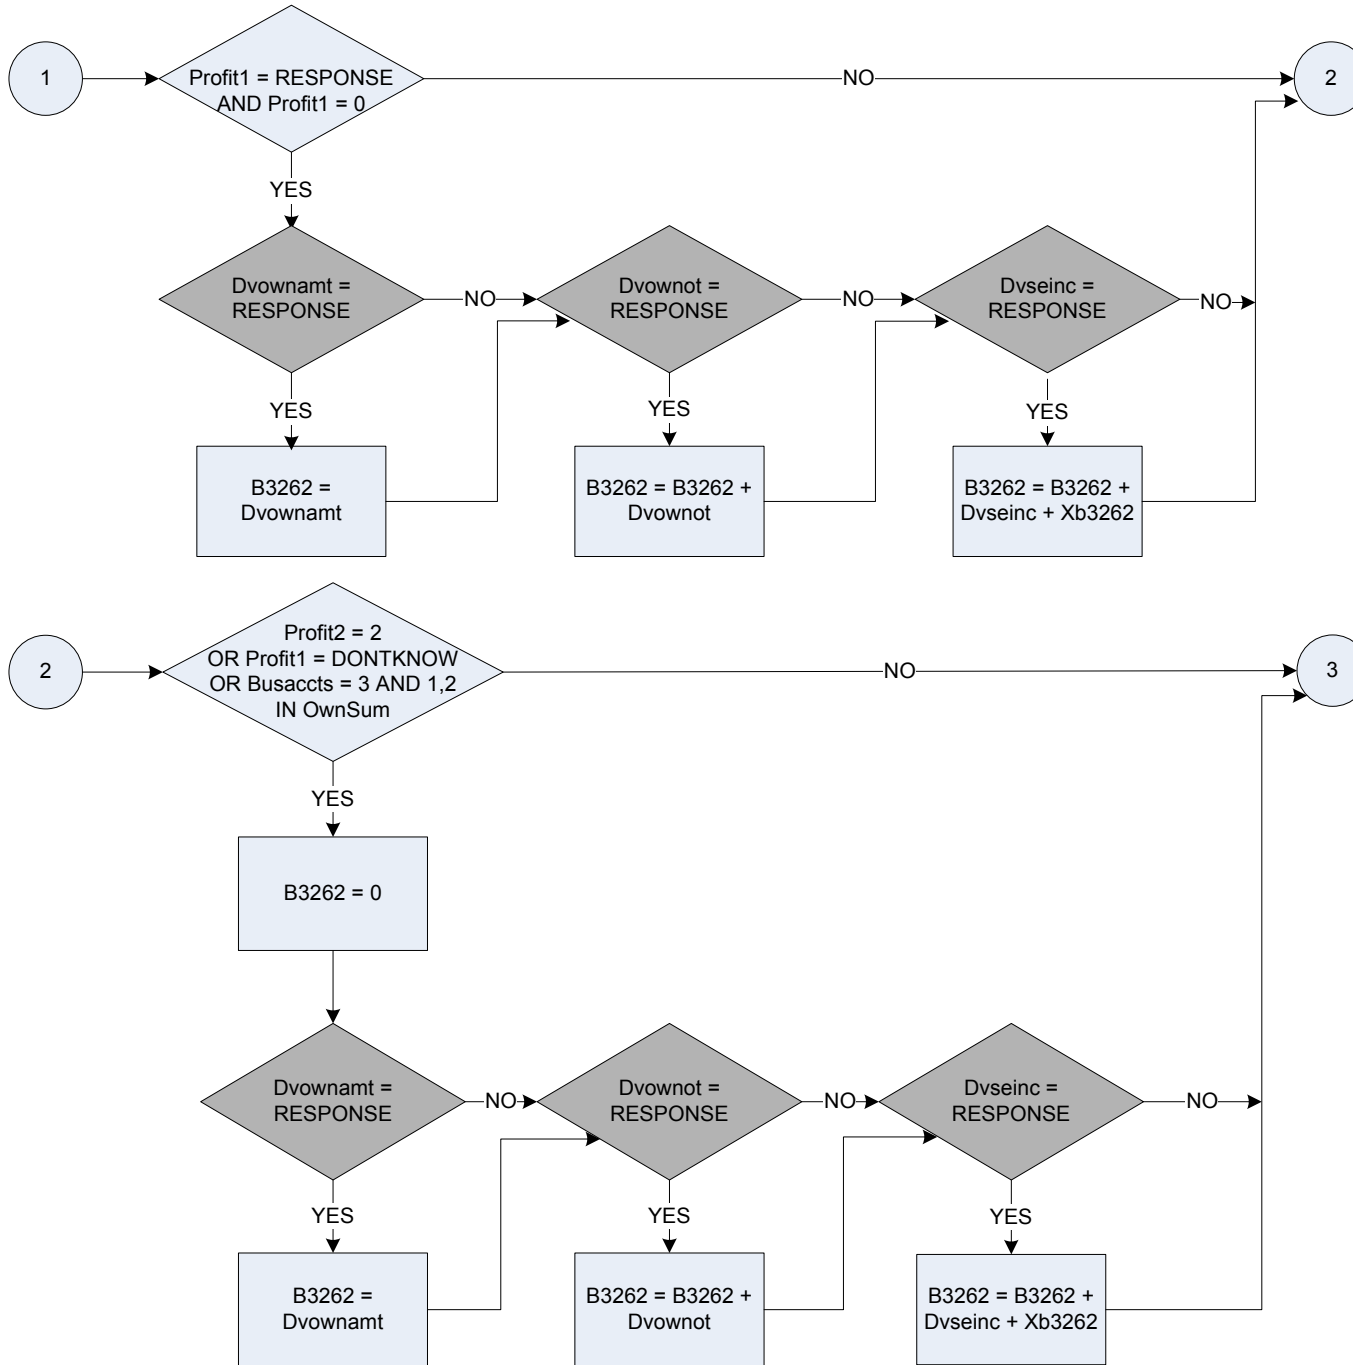 1
Profit1 = RESPONSE
AND Profit1 = 0
NO
2
YES
Dvownamt =
RESPONSE
NO
Dvownot =
RESPONSE
NO
Dvseinc =
RESPONSE
NO
YES
YES
YES
B3262 =
Dvownamt
B3262 = B3262 +
Dvownot
B3262 = B3262 +
Dvseinc + Xb3262
2
Profit2 = 2
OR Profit1 = DONTKNOW
OR Busaccts = 3 AND 1,2
IN OwnSum
NO
3
YES
B3262 = 0
Dvownamt =
RESPONSE
NO
Dvownot =
RESPONSE
NO
Dvseinc =
RESPONSE
NO
YES
YES
YES
B3262 =
Dvownamt
B3262 = B3262 +
Dvownot
B3262 = B3262 +
Dvseinc + Xb3262